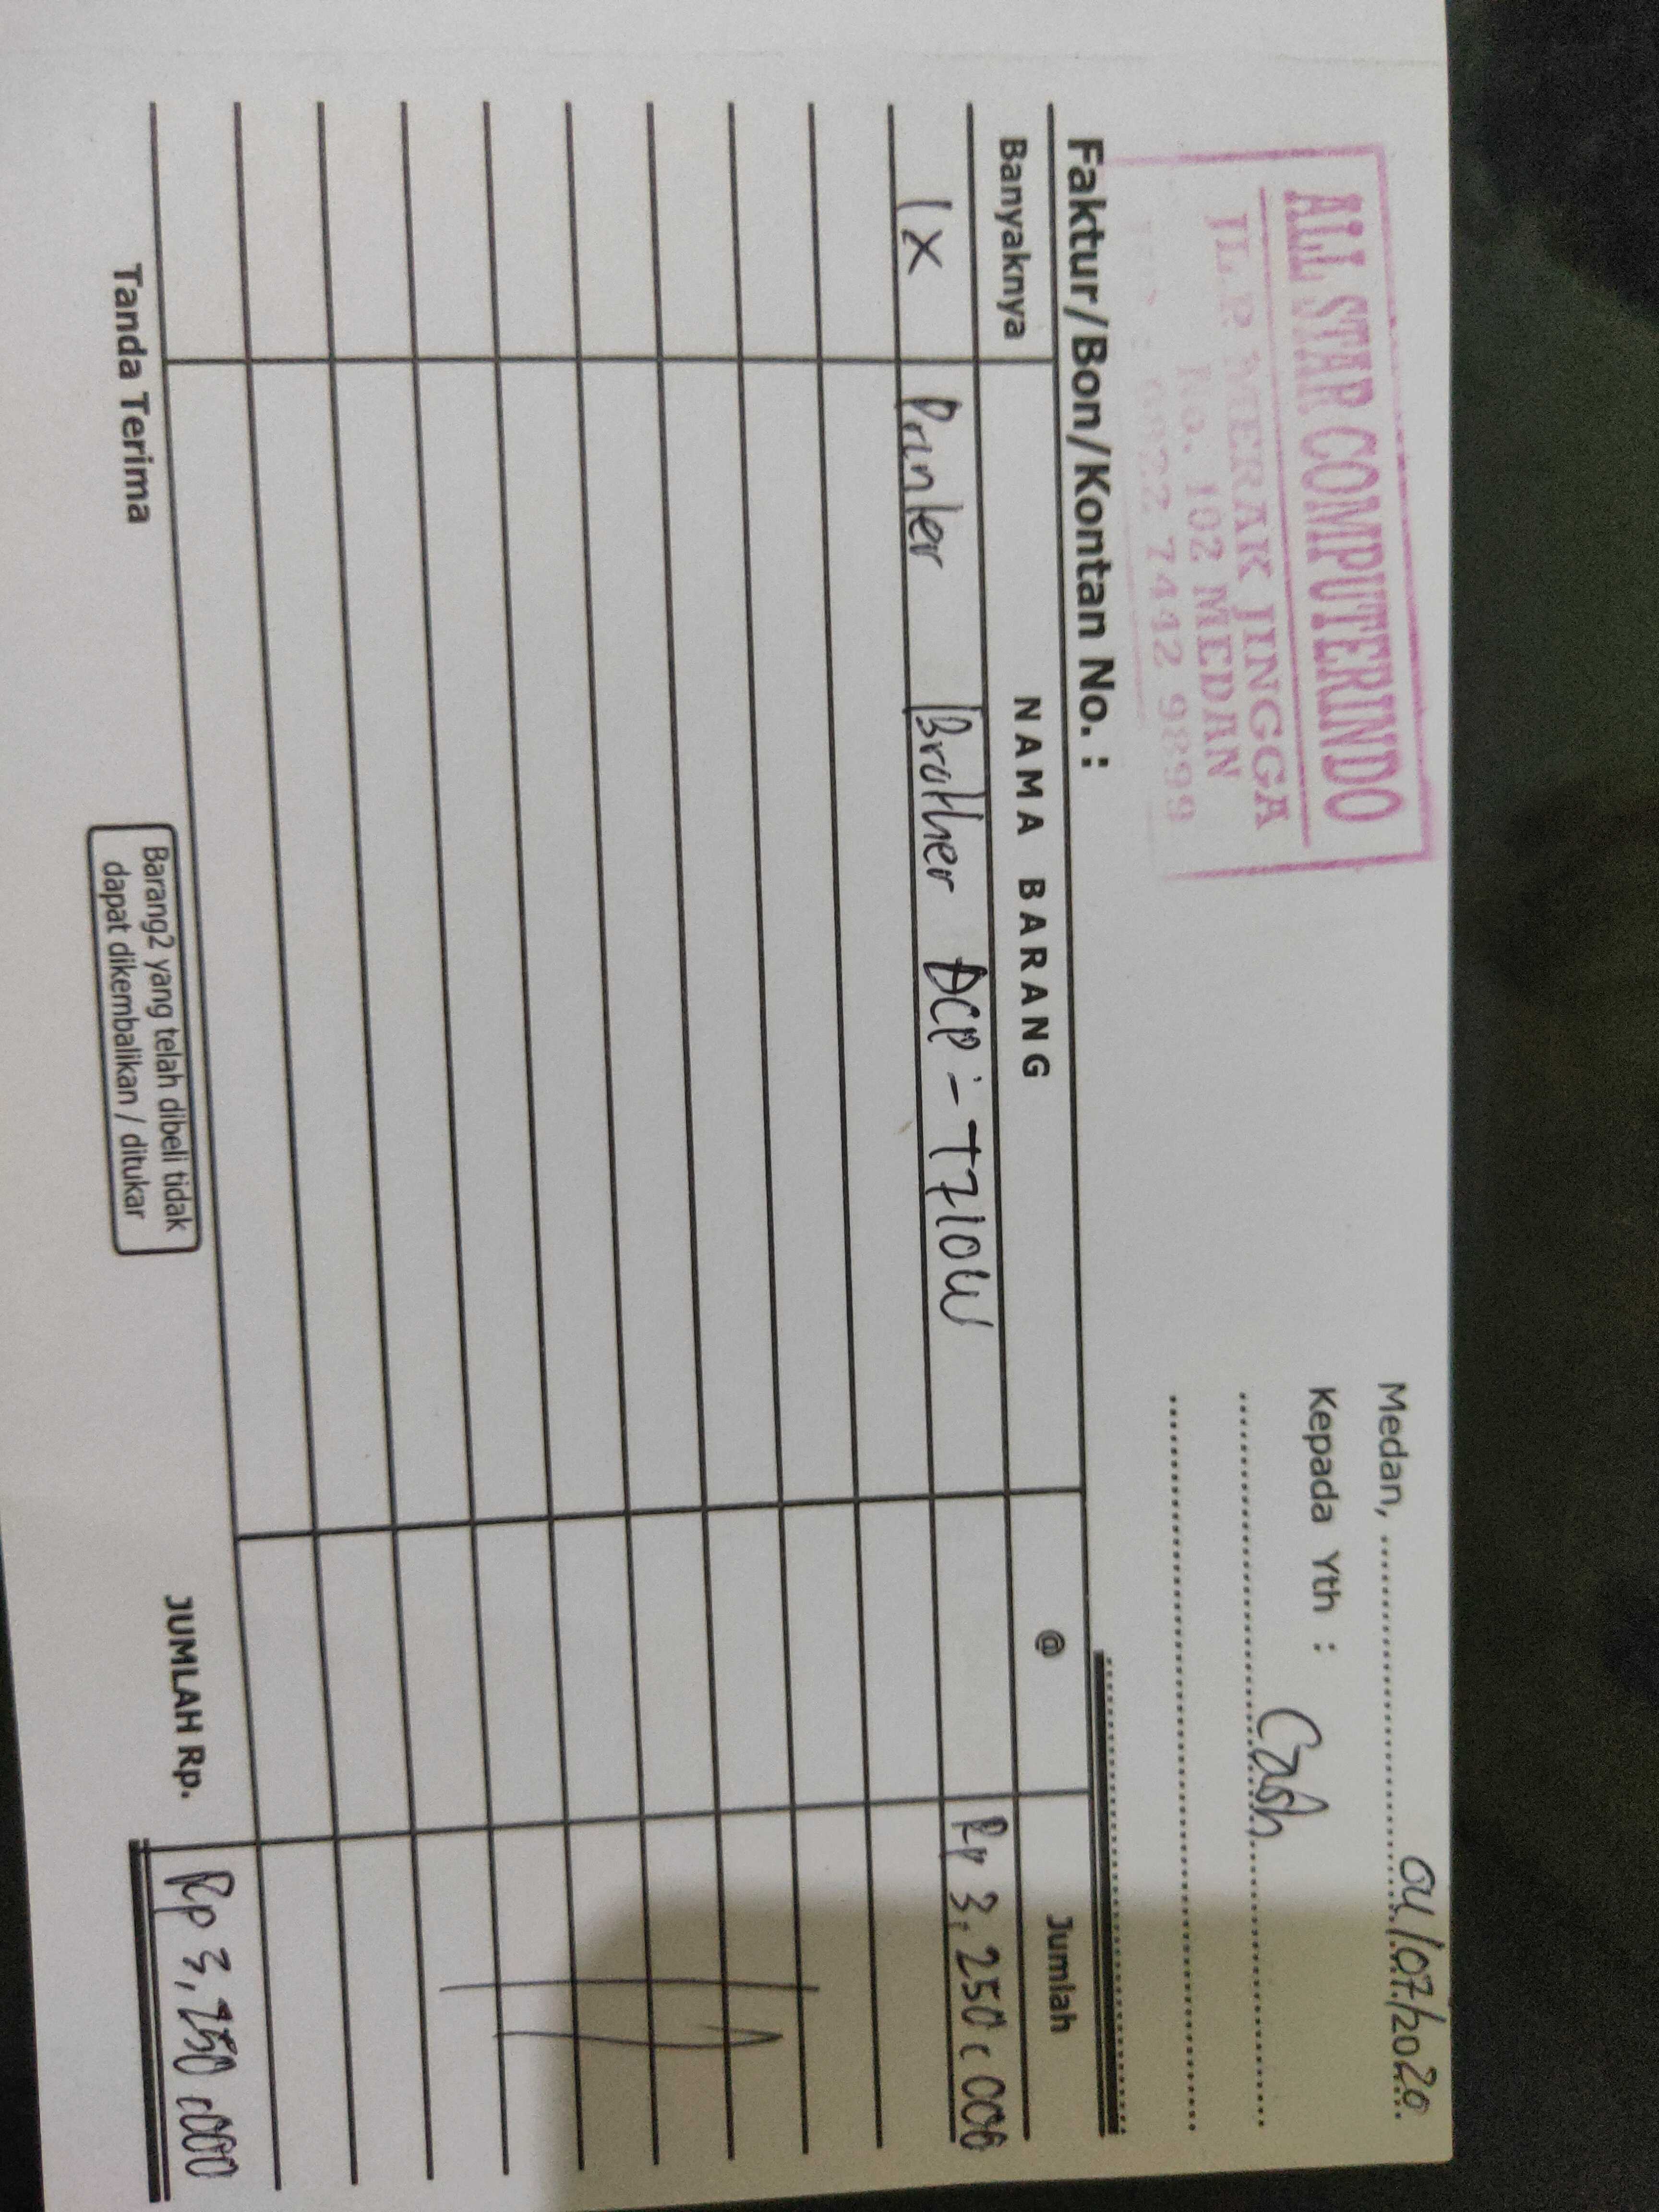 ALL STAR COMPUTERINDO
JL. P. MERAK JINGGA
No. 102 MEDAN
7442
Medan, 04/07/2020
Kepada Yth : Cash
Faktur/Bon/Kontan No. :
Banyaknya NAMA BARANG @ Jumlah
1X Printer Brother DCP-T710W Rp 3,250,000
Tanda Terima
Barang2 yang telah dibeli tidak
dapat dikembalikan / ditukar
JUMLAH Rp. Rp 3,250,000